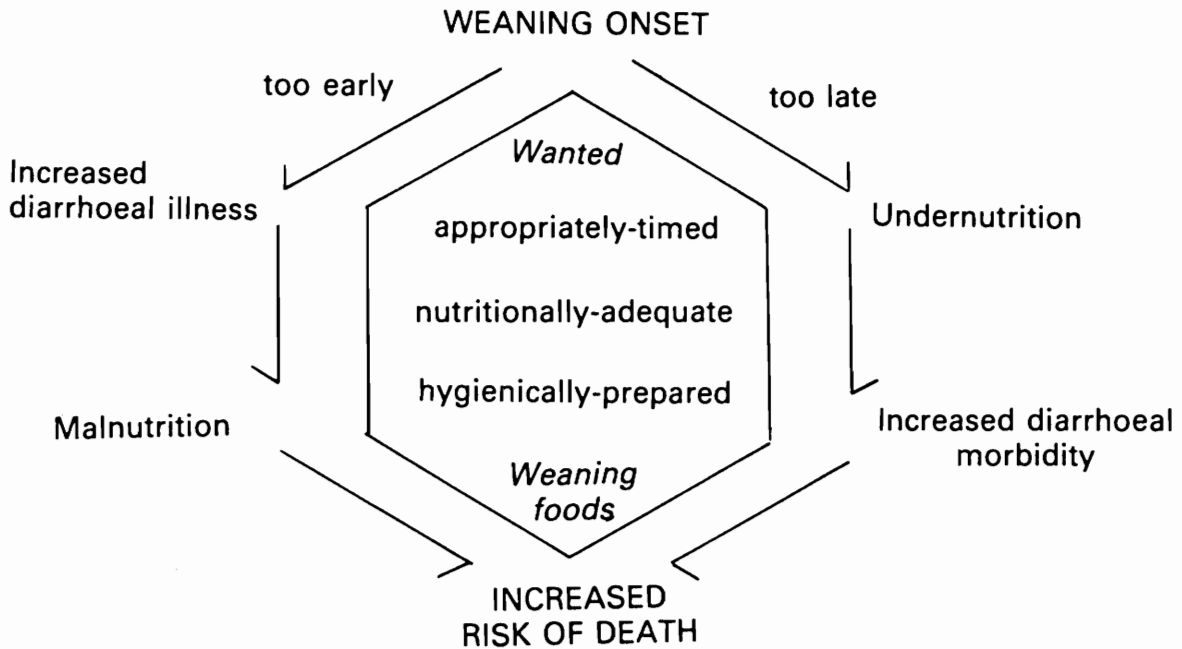 WEANING ONSET
too early
too late
Wanted
Increased
diarrhoeal illness
appropriately-timed
Undernutrition
nutritionally-adequate
hygienically-prepared
Malnutrition
Increased diarrhoeal
morbidity
Weaning
foods
INCREASED
RISK OF DEATH